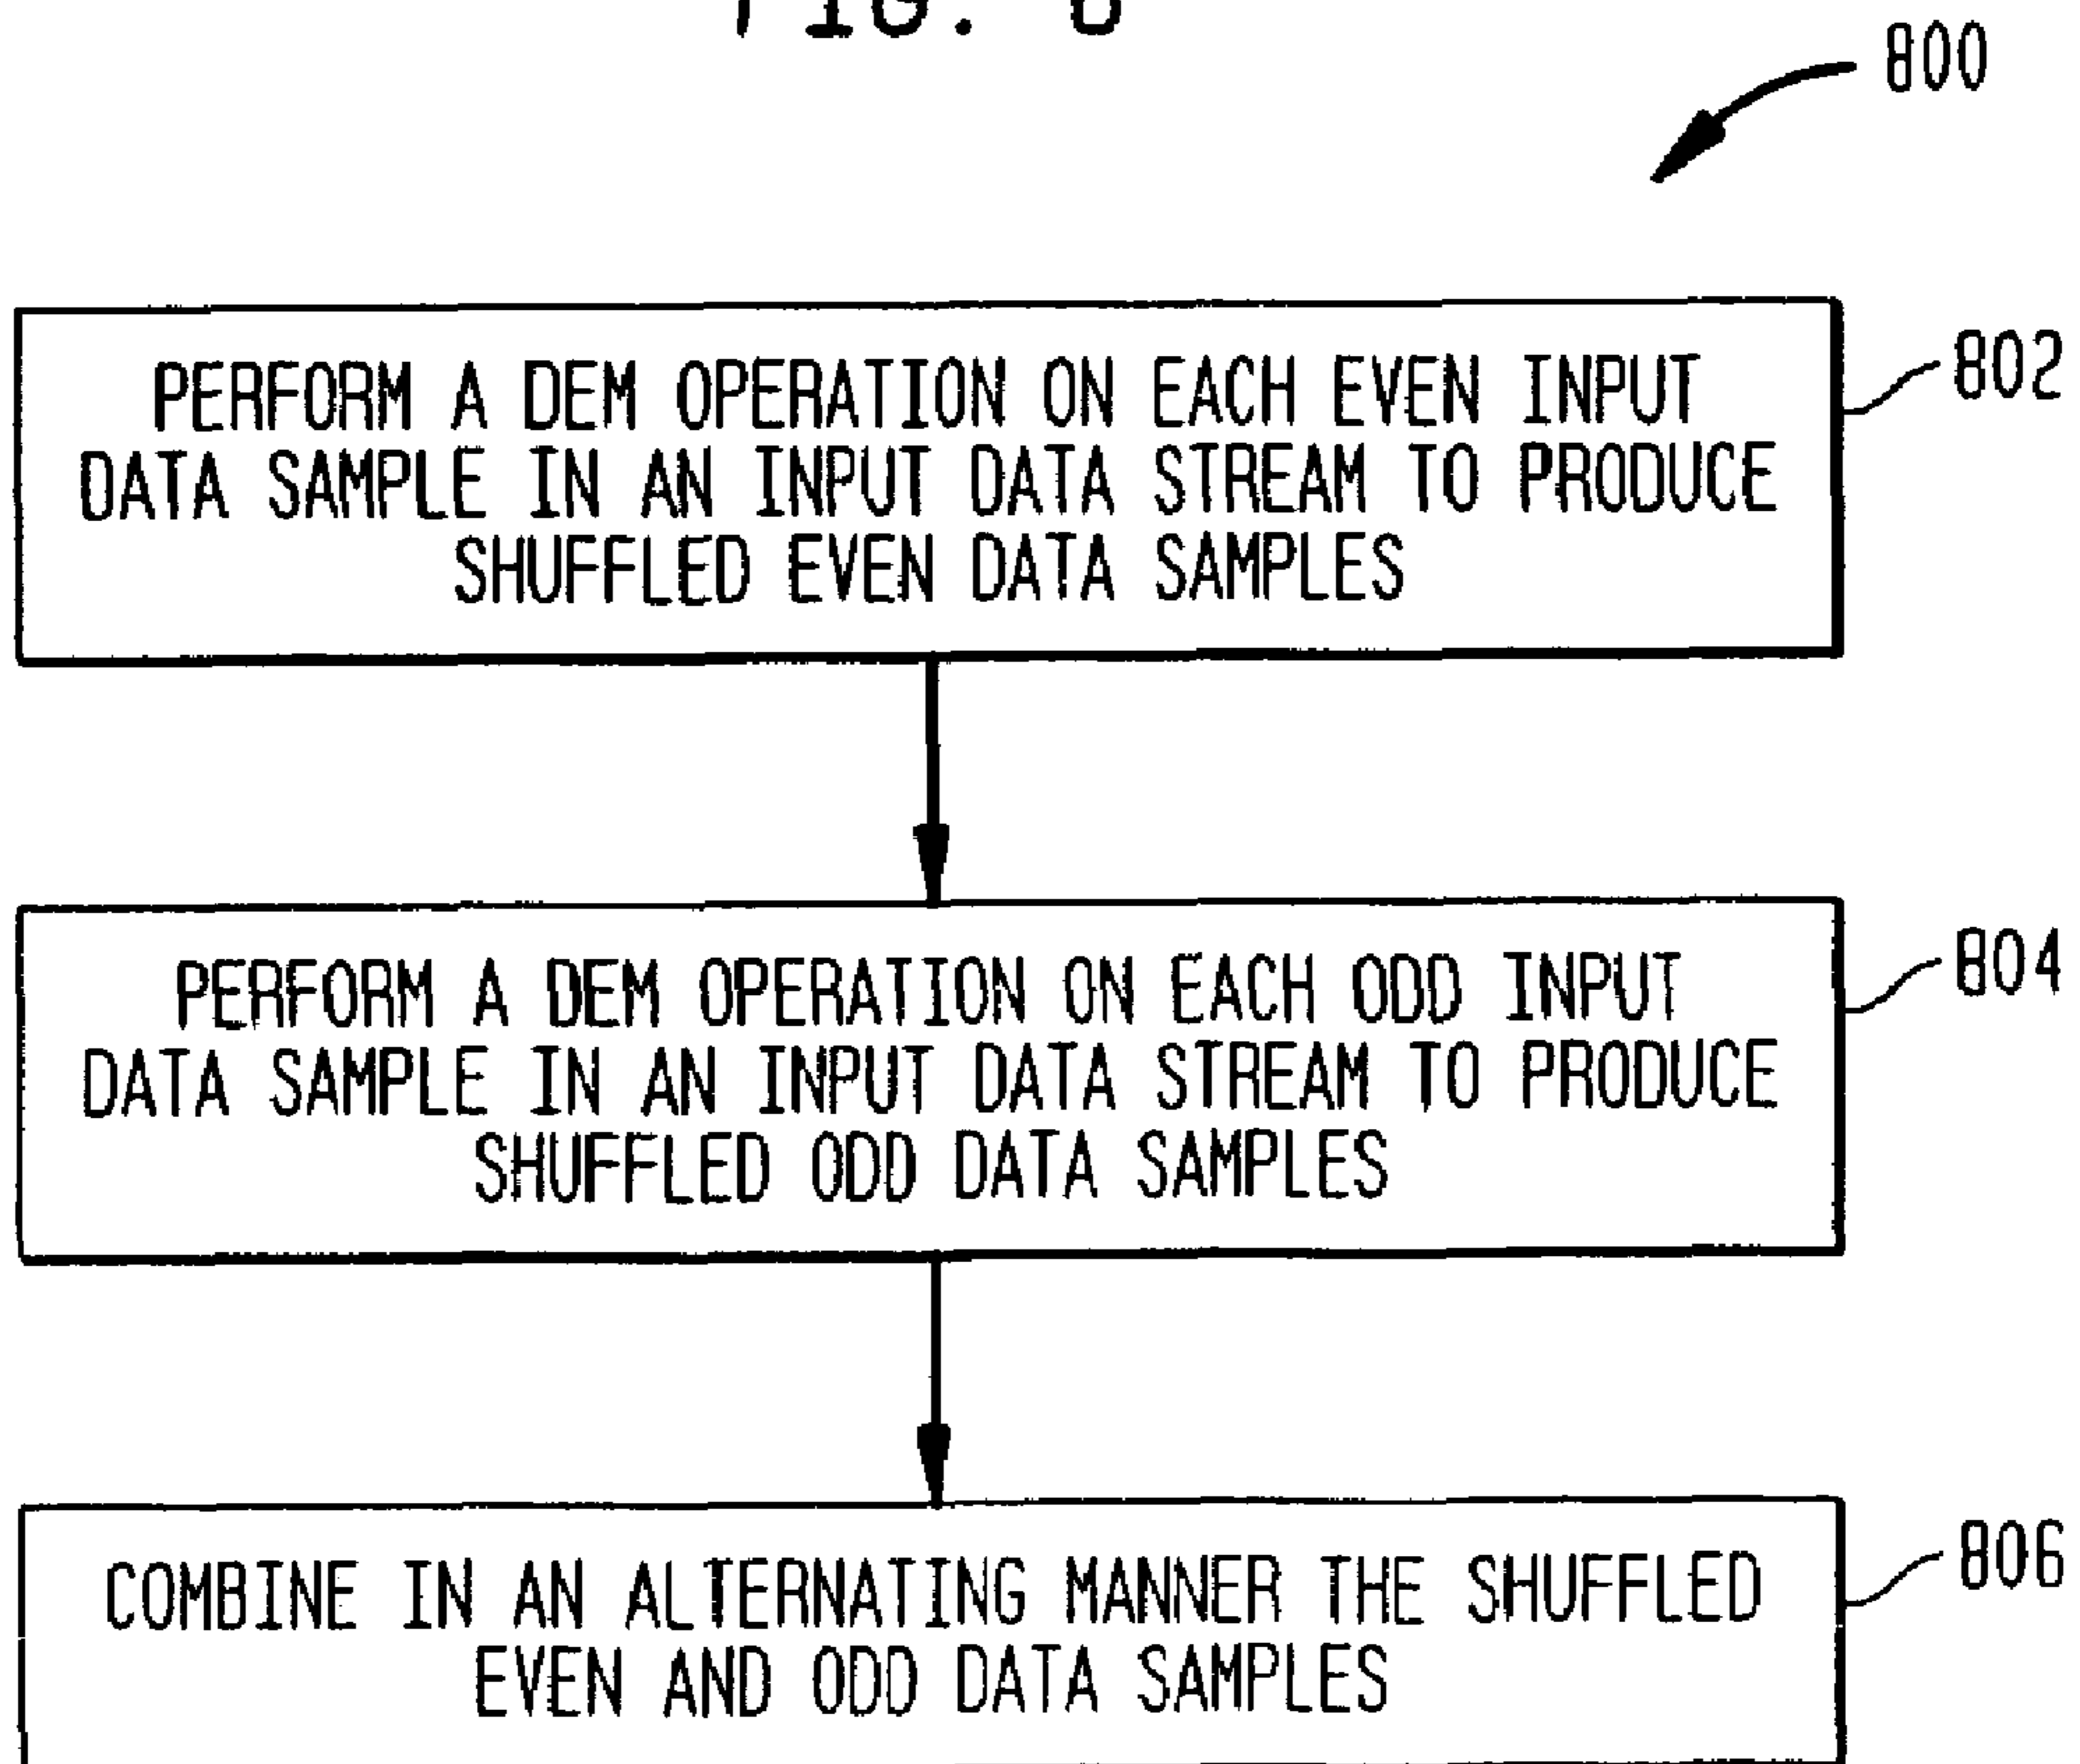 FIG. 8
800
PERFORM A DEM OPERATION ON EACH EVEN INPUT
DATA SAMPLE IN AN INPUT DATA STREAM TO PRODUCE
SHUFFLED EVEN DATA SAMPLES
802
PERFORM A DEM OPERATION ON EACH ODD INPUT
DATA SAMPLE IN AN INPUT DATA STREAM TO PRODUCE
SHUFFLED ODD DATA SAMPLES
804
COMBINE IN AN ALTERNATING MANNER THE SHUFFLED
EVEN AND ODD DATA SAMPLES
806